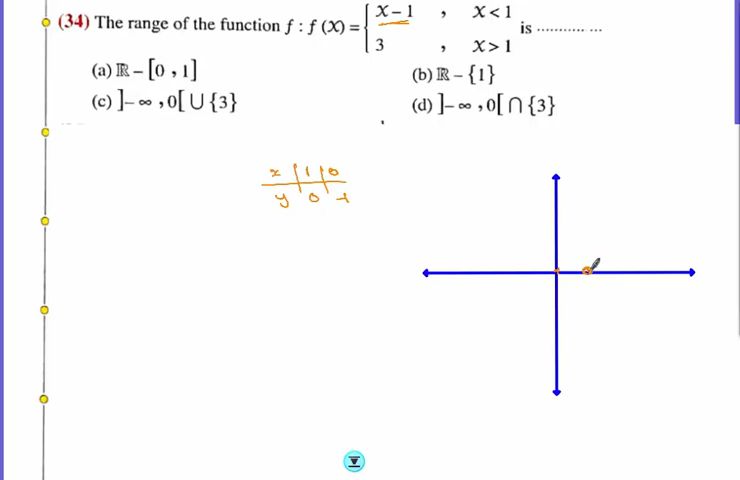 (34) The range of the function f : f (X) = { X − 1 , X < 1
3 , X > 1 is ..............
(a) ℝ − [0 , 1]
(b) ℝ − {1}
(c) ]− ∞ , 0[ ∪ {3}
(d) ]− ∞ , 0[ ∩ {3}
x | 1 | 0
y 0 -1